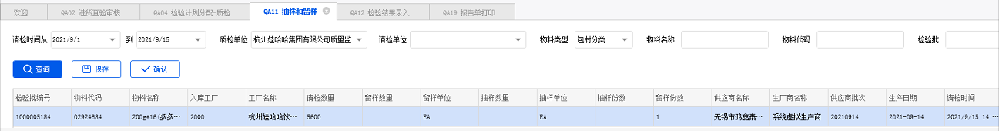 欢迎 QA02 进货查验审核 QA04 检验计划分配-质检 QA11 抽样和留样 QA12 检验结果录入 QA19 报告单打印
请检时间从 2021/9/1 到 2021/9/15 质检单位 杭州娃哈哈集团有限公司质量监 请检单位 物料类型 包材分类 物料名称 物料代码 检验批
查询 保存 确认
检验批编号 物料代码 物料名称 入库工厂 工厂名称 请检数量 留样数量 留样单位 抽样数量 抽样单位 抽样份数 留样份数 供应商名称 生厂商名称 供应商批次 生产日期 请检时间
1000005184 02924684 200g*16(多多… 2000 杭州娃哈哈饮… 5600 EA EA 1 无锡市鸿鑫泰… 系统虚拟生产商 20210914 2021-09-14 2021/9/15 14:…